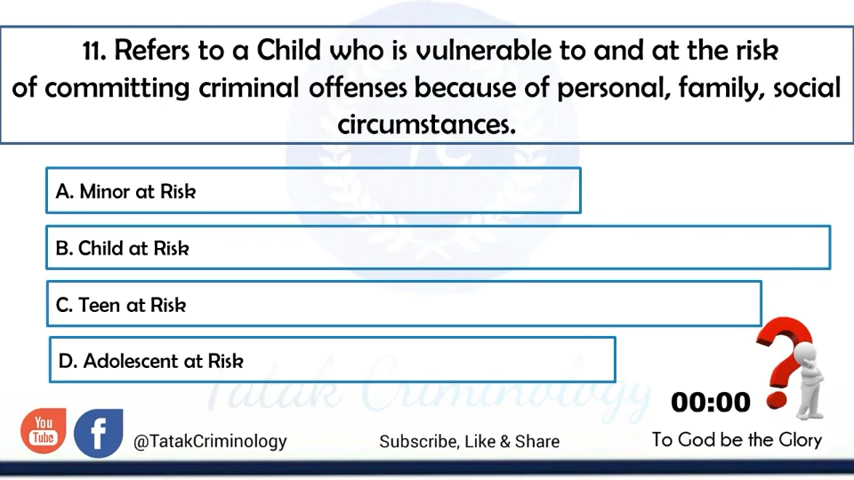 11. Refers to a Child who is vulnerable to and at the risk
of committing criminal offenses because of personal, family, social
circumstances.
A. Minor at Risk
B. Child at Risk
C. Teen at Risk
D. Adolescent at Risk
Tatak Criminology
00:00
You
Tube
f
@TatakCriminology
Subscribe, Like & Share
To God be the Glory